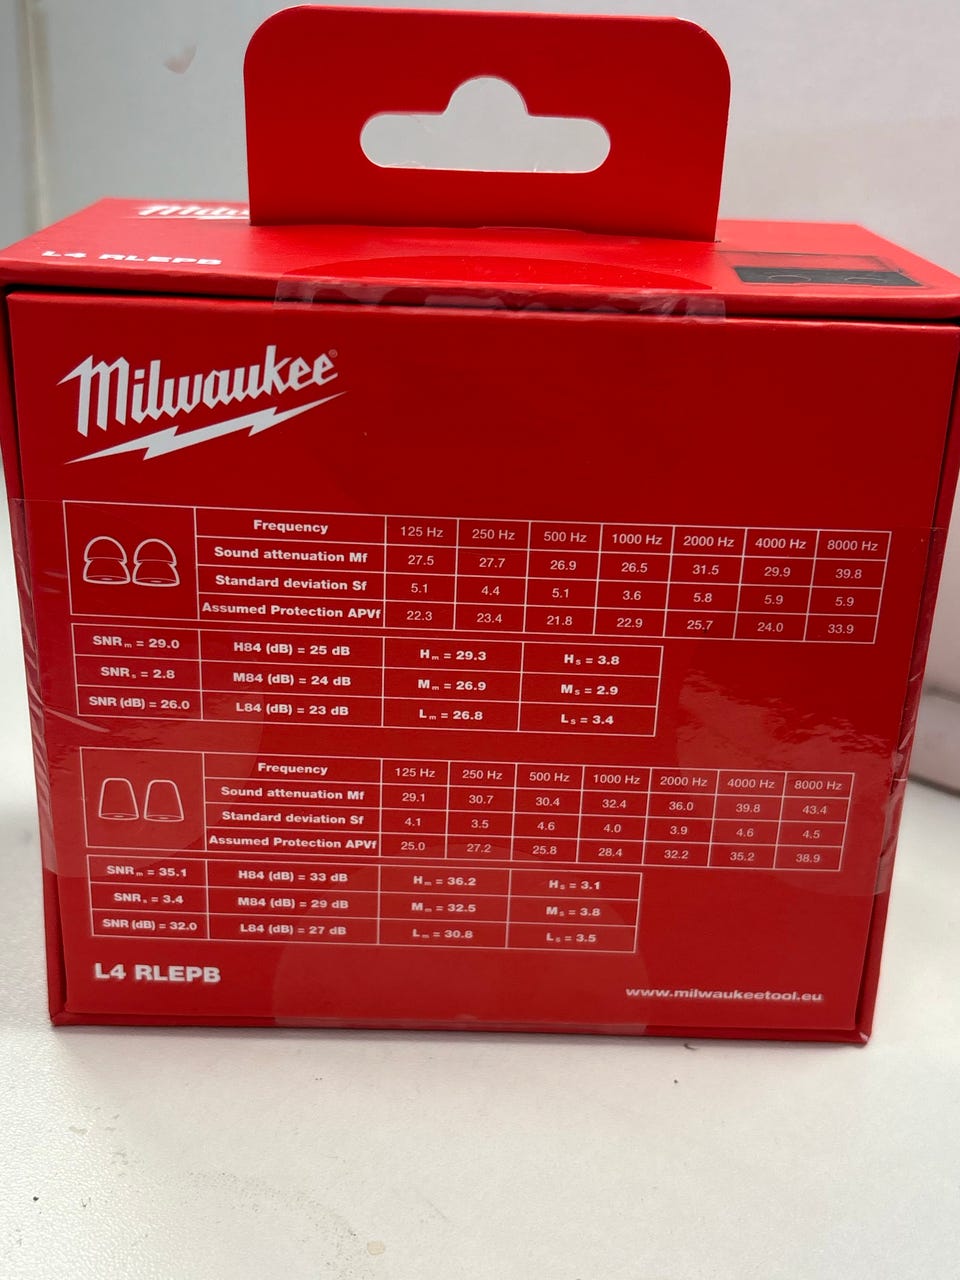 Milwaukee
L4 RLEPB
Milwaukee®
Frequency 125 Hz 250 Hz 500 Hz 1000 Hz 2000 Hz 4000 Hz 8000 Hz
Sound attenuation Mf 27.5 27.7 26.9 26.5 31.5 29.9 39.8
Standard deviation Sf 5.1 4.4 5.1 3.6 5.8 5.9 5.9
Assumed Protection APVf 22.3 23.4 21.8 22.9 25.7 24.0 33.9
SNRm = 29.0 H84 (dB) = 25 dB Hm = 29.3 Hs = 3.8
SNRs = 2.8 M84 (dB) = 24 dB Mm = 26.9 Ms = 2.9
SNR (dB) = 26.0 L84 (dB) = 23 dB Lm = 26.8 Ls = 3.4
Frequency 125 Hz 250 Hz 500 Hz 1000 Hz 2000 Hz 4000 Hz 8000 Hz
Sound attenuation Mf 29.1 30.7 30.4 32.4 36.0 39.8 43.4
Standard deviation Sf 4.1 3.5 4.6 4.0 3.9 4.6 4.5
Assumed Protection APVf 25.0 27.2 25.8 28.4 32.2 35.2 38.9
SNRm = 35.1 H84 (dB) = 33 dB Hm = 36.2 Hs = 3.1
SNRs = 3.4 M84 (dB) = 29 dB Mm = 32.5 Ms = 3.8
SNR (dB) = 32.0 L84 (dB) = 27 dB Lm = 30.8 Ls = 3.5
L4 RLEPB
www.milwaukeetool.eu